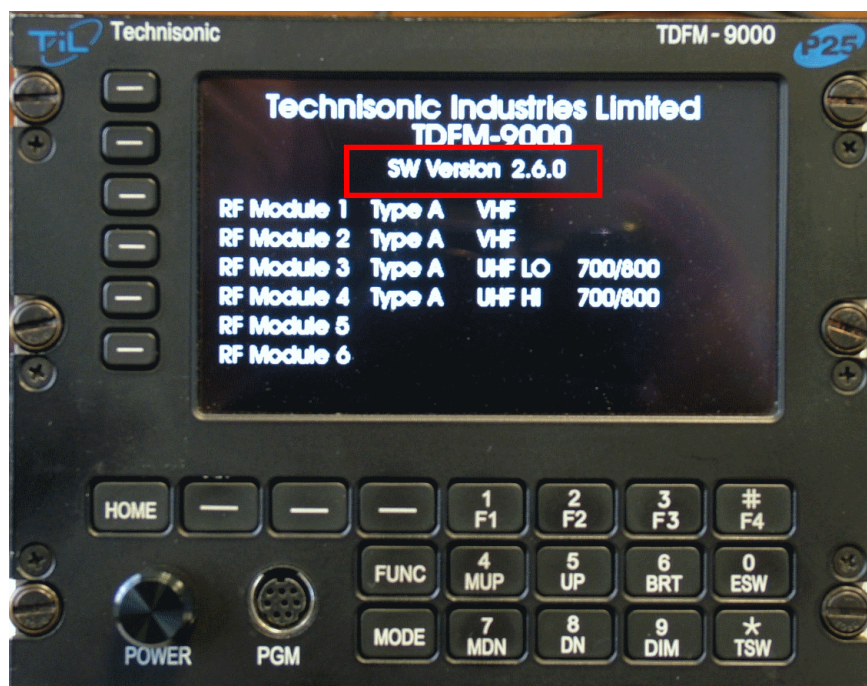 TiL Technisonic TDFM - 9000 P25
Technisonic Industries Limited
TDFM-9000
SW Version 2.6.0
RF Module 1 Type A VHF
RF Module 2 Type A VHF
RF Module 3 Type A UHF LO 700/800
RF Module 4 Type A UHF HI 700/800
RF Module 5
RF Module 6
HOME 1 2 3 #
F1 F2 F3 F4
FUNC 4 5 6 0
MUP UP BRT ESW
MODE 7 8 9 *
MDN DN DIM TSW
POWER PGM